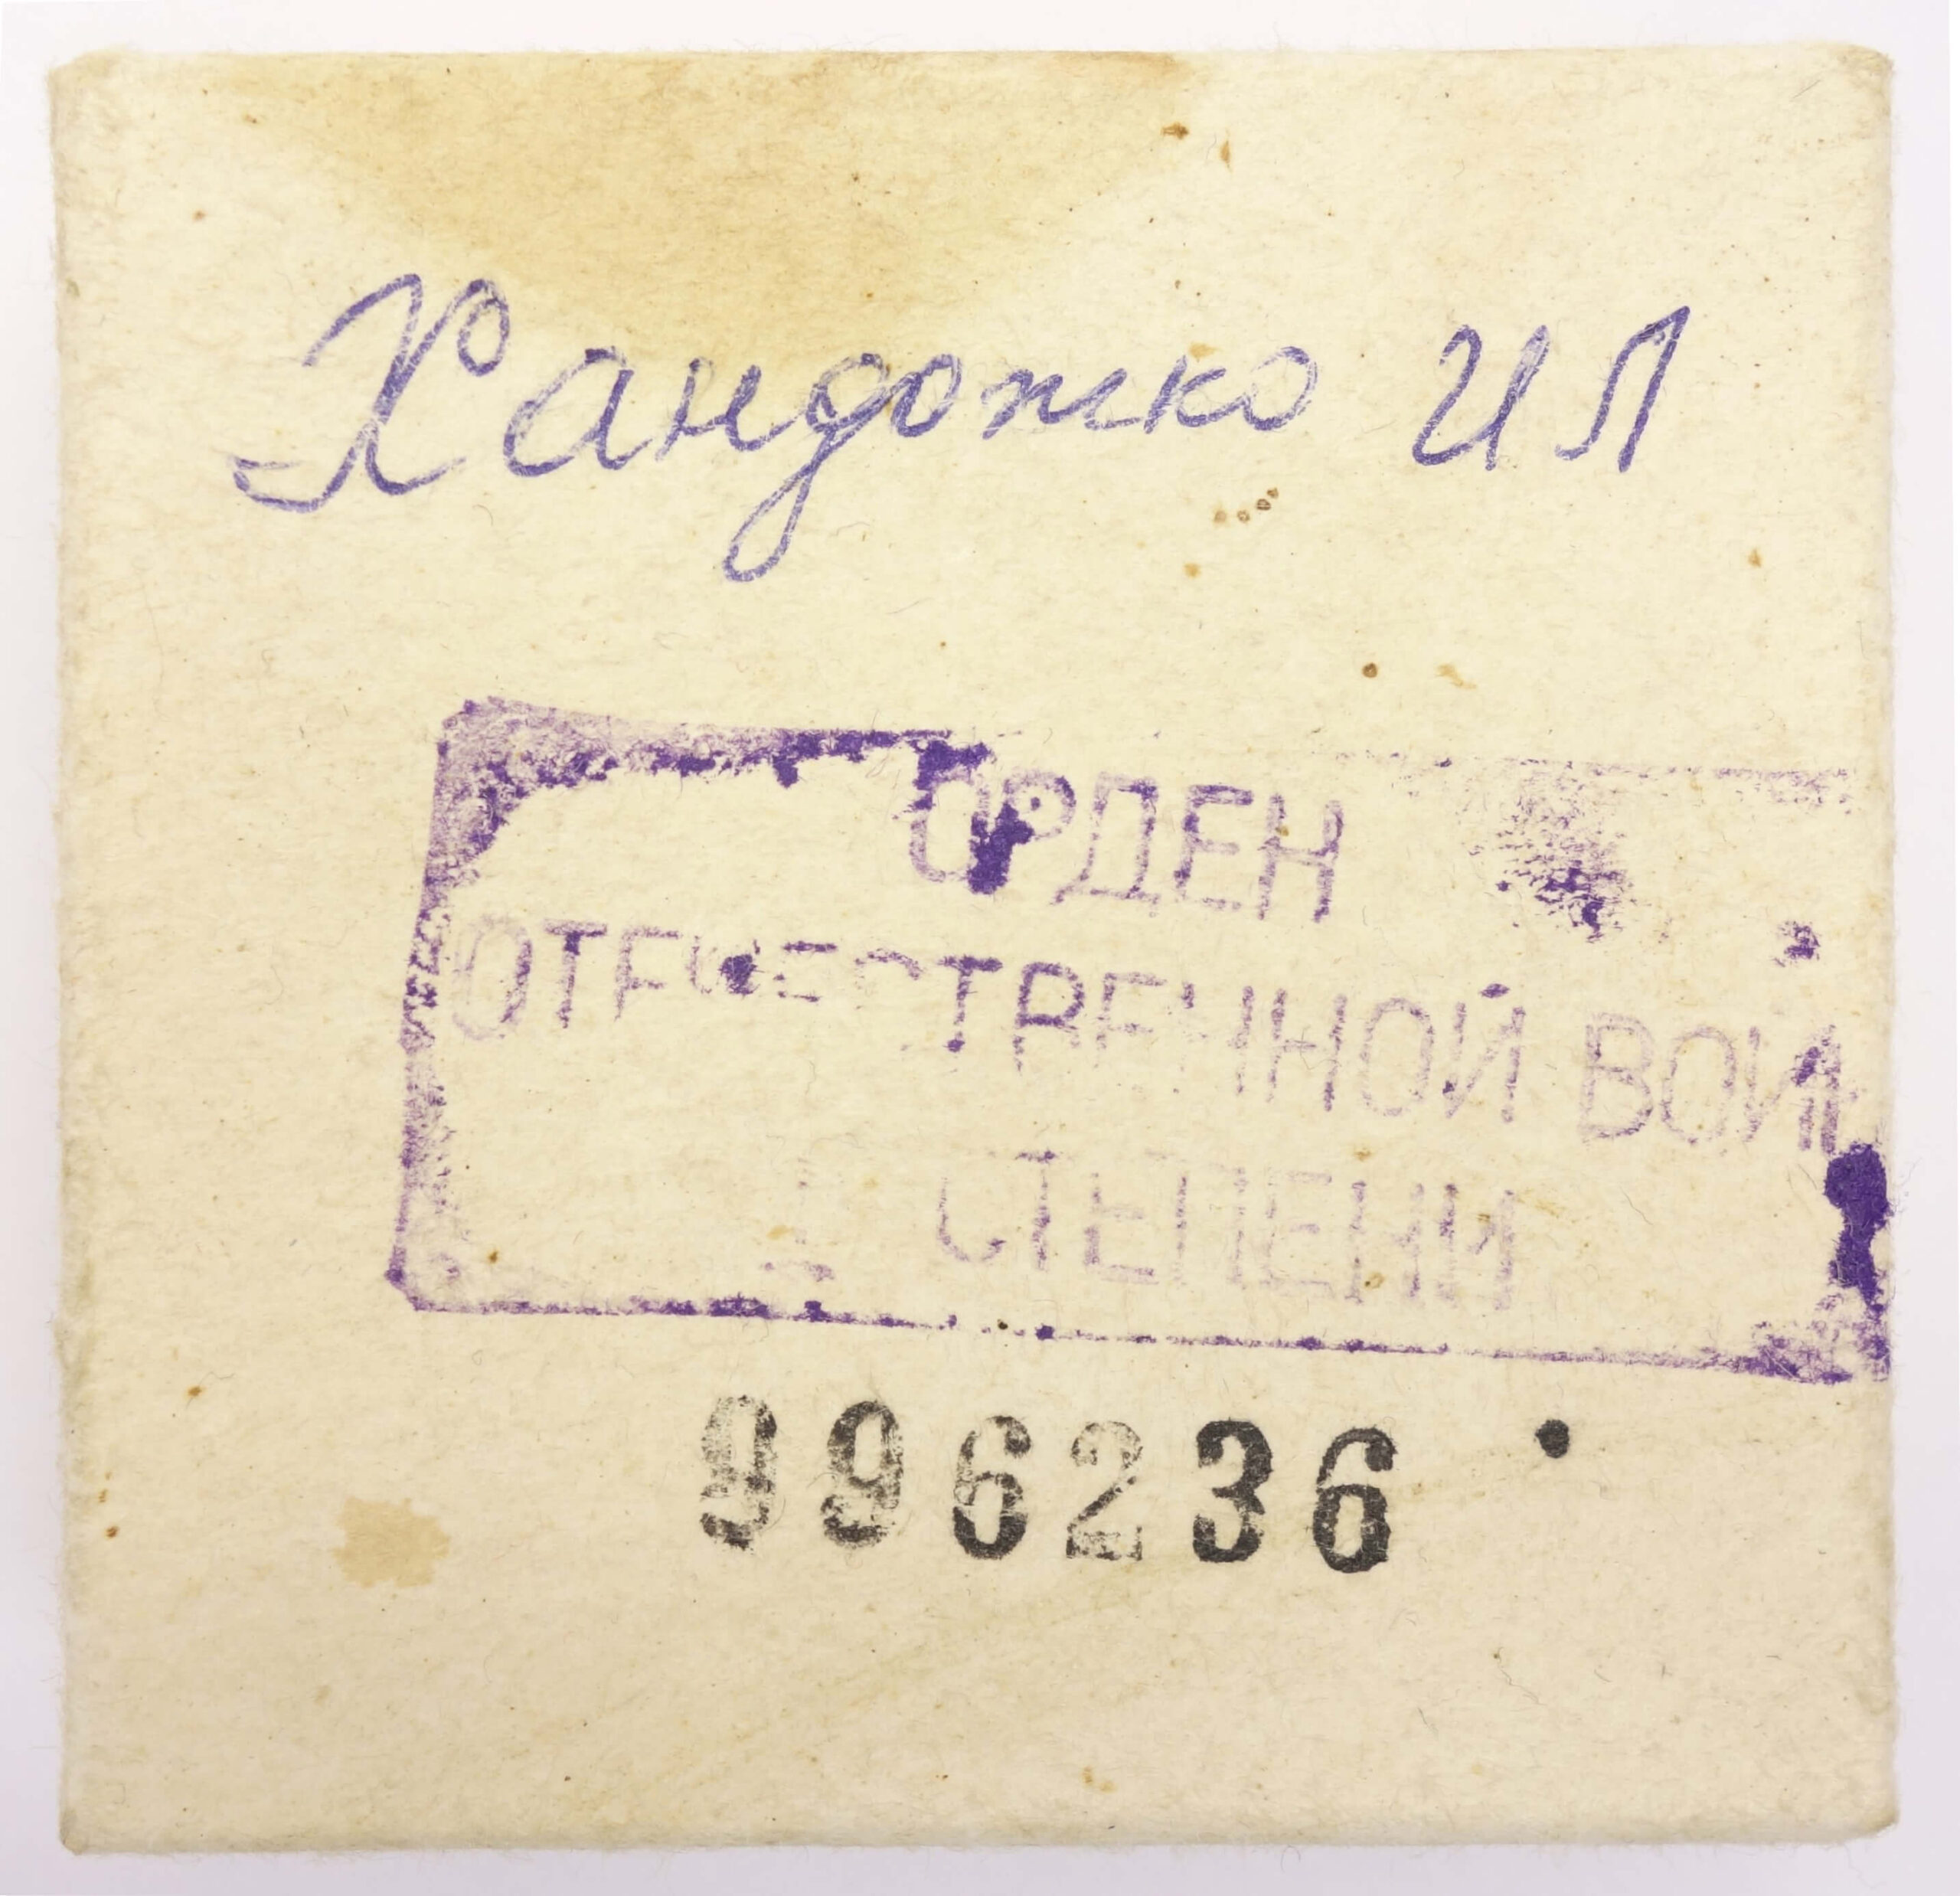 Хандожко И Л
ОРДЕН
ОТЕЧЕСТВЕННОЙ ВОЙ
СТЕПЕНИ
996236